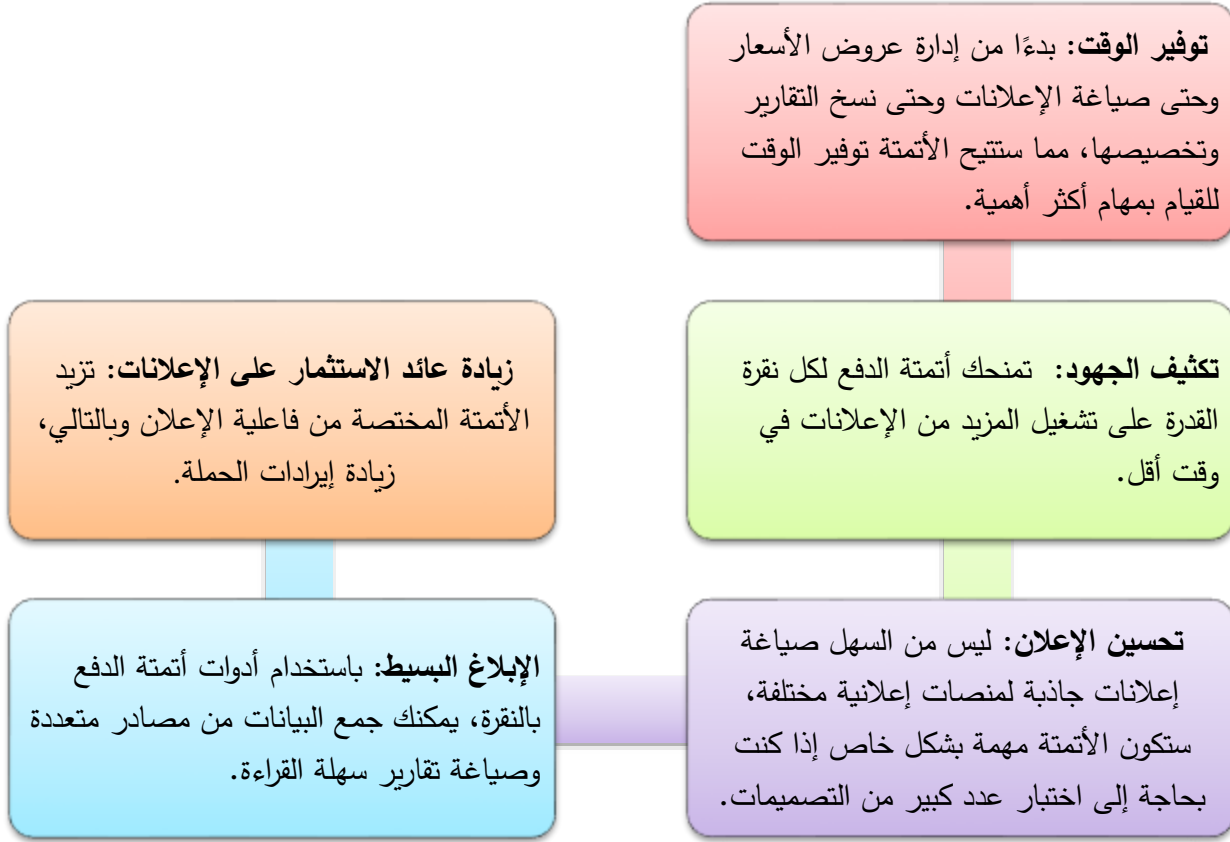 توفير الوقت: بدءًا من إدارة عروض الأسعار
وحتى صياغة الإعلانات وحتى نسخ التقارير
وتخصيصها، مما ستتيح الأتمتة توفير الوقت
للقيام بمهام أكثر أهمية.
تكثيف الجهود: تمنحك أتمتة الدفع لكل نقرة
القدرة على تشغيل المزيد من الإعلانات في
وقت أقل.
تحسين الإعلان: ليس من السهل صياغة
إعلانات جاذبة لمنصات إعلانية مختلفة،
ستكون الأتمتة مهمة بشكل خاص إذا كنت
بحاجة إلى اختبار عدد كبير من التصميمات.
الإبلاغ البسيط: باستخدام أدوات أتمتة الدفع
بالنقرة، يمكنك جمع البيانات من مصادر متعددة
وصياغة تقارير سهلة القراءة.
زيادة عائد الاستثمار على الإعلانات: تزيد
الأتمتة المختصة من فاعلية الإعلان وبالتالي،
زيادة إيرادات الحملة.